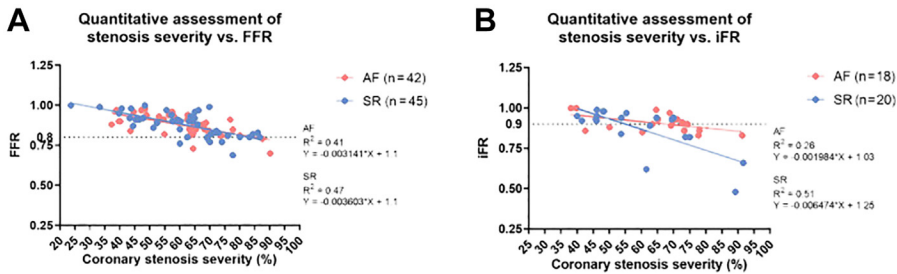 A
Quantitative assessment of
stenosis severity vs. FFR
AF (n=42)
SR (n=45)
1.25
1.00
0.8
0.75
0.50
0.25
FFR
AF
R² = 0.41
Y = -0.003141*X + 1.1
SR
R² = 0.47
Y = -0.003603*X + 1.1
20 25 30 35 40 45 50 55 60 65 70 75 80 85 90 95 100
Coronary stenosis severity (%)
B
Quantitative assessment of
stenosis severity vs. iFR
AF (n=18)
SR (n=20)
1.25
1.00
0.9
0.75
0.50
0.25
iFR
AF
R² = 0.26
Y = -0.001984*X + 1.03
SR
R² = 0.51
Y = -0.006474*X + 1.25
25 30 35 40 45 50 55 60 65 70 75 80 85 90 95 100
Coronary stenosis severity (%)